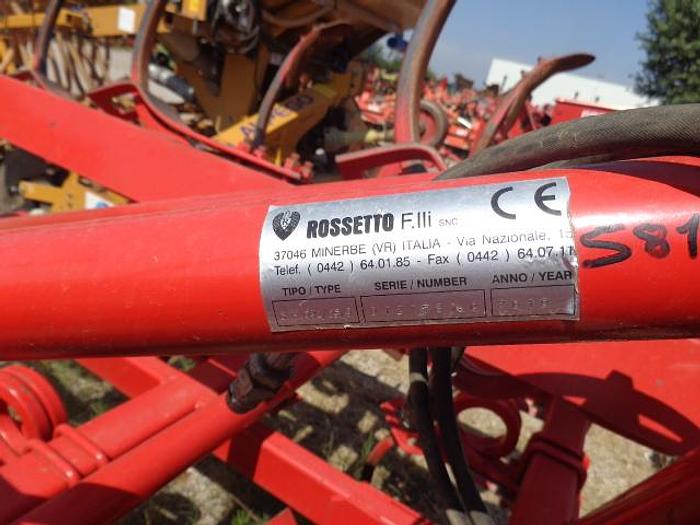 ROSSETTO F.lli SNC CE
37046 MINERBE (VR) ITALIA - Via Nazionale, 15
Telef. ( 0442 ) 64.01.85 - Fax ( 0442 ) 64.07.11
TIPO / TYPE SERIE / NUMBER ANNO / YEAR